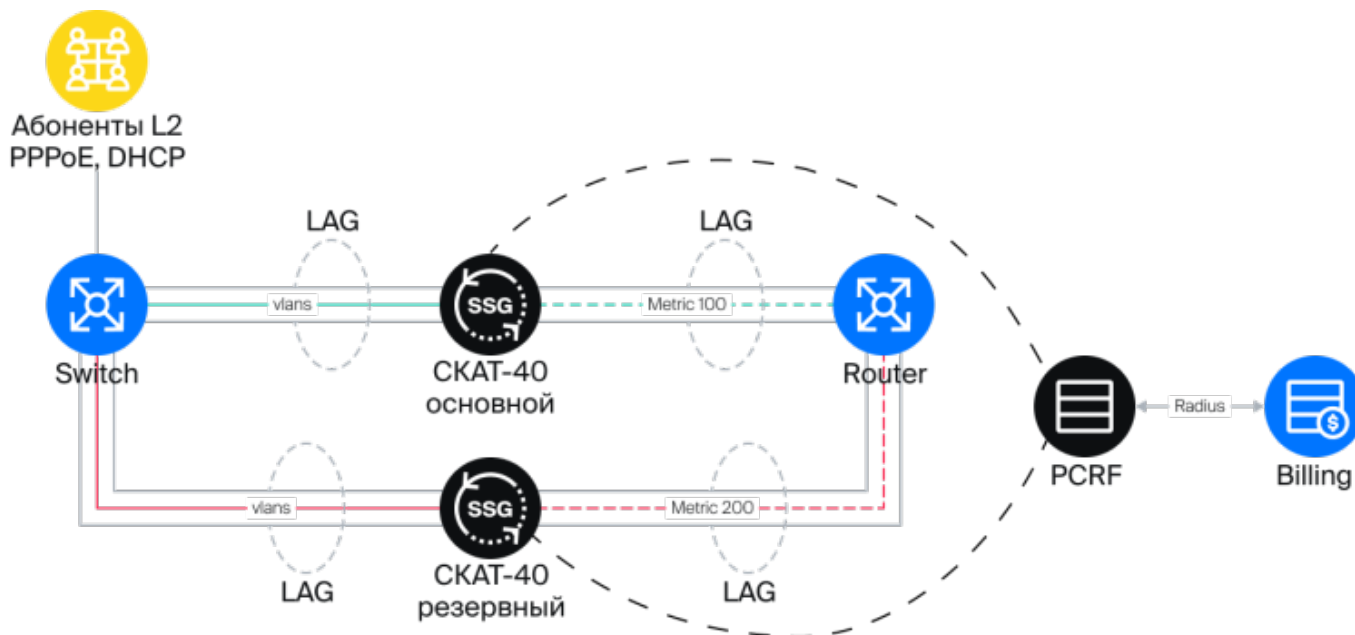 Абоненты L2
PPPoE, DHCP
LAG
LAG
vlans
SSG
Metric 100
Switch
СКАТ-40
основной
Router
Radius
PCRF
Billing
vlans
SSG
Metric 200
LAG
СКАТ-40
резервный
LAG
$